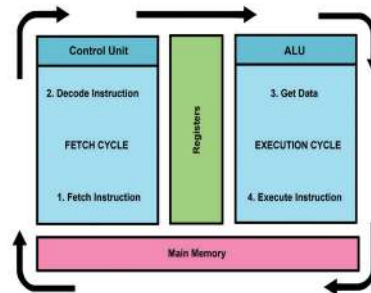 Control Unit
2. Decode Instruction
FETCH CYCLE
1. Fetch Instruction
Registers
ALU
3. Get Data
EXECUTION CYCLE
4. Execute Instruction
Main Memory